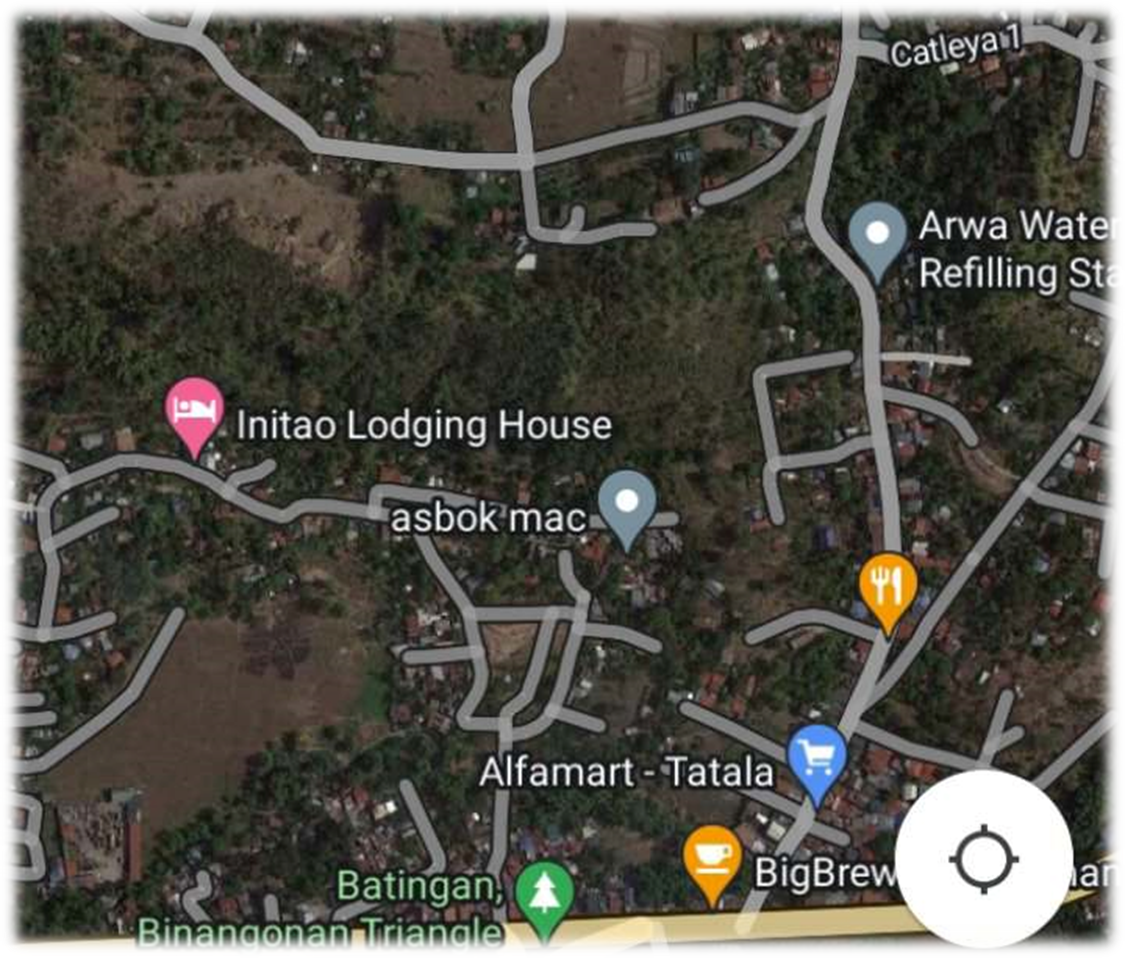 Catleya 1
Arwa Water
Refilling Sta
Initao Lodging House
asbok mac
Alfamart - Tatala
BigBrew
Batingan,
Binangonan Triangle